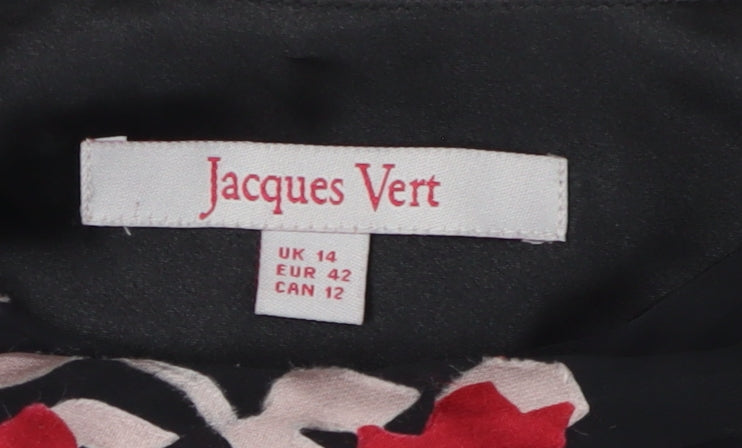 Jacques Vert
UK 14
EUR 42
CAN 12